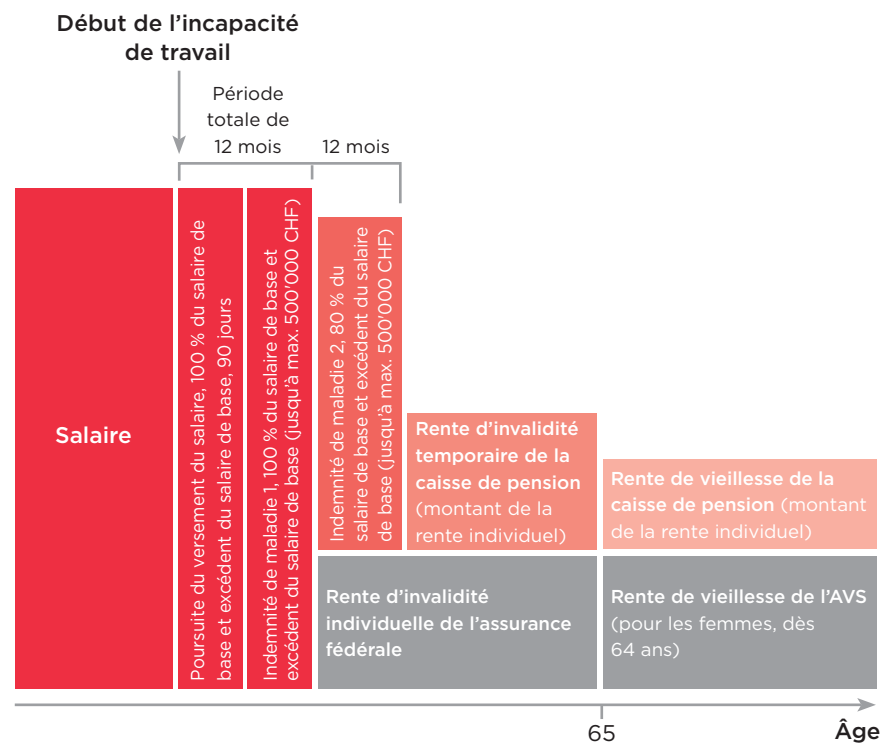 Début de l’incapacité
de travail
Période
totale de
12 mois
12 mois
Salaire
Poursuite du versement du salaire, 100 % du salaire de
base et excédent du salaire de base, 90 jours
Indemnité de maladie 1, 100 % du salaire de base et
excédent du salaire de base (jusqu’à max. 500’000 CHF)
Indemnité de maladie 2, 80 % du
salaire de base et excédent du salaire
de base (jusqu’à max. 500’000 CHF)
Rente d’invalidité
temporaire de la
caisse de pension
(montant de la
rente individuel)
Rente de vieillesse de la
caisse de pension (montant
de la rente individuel)
Rente d’invalidité
individuelle de l’assurance
fédérale
Rente de vieillesse de l’AVS
(pour les femmes, dès
64 ans)
65
Âge